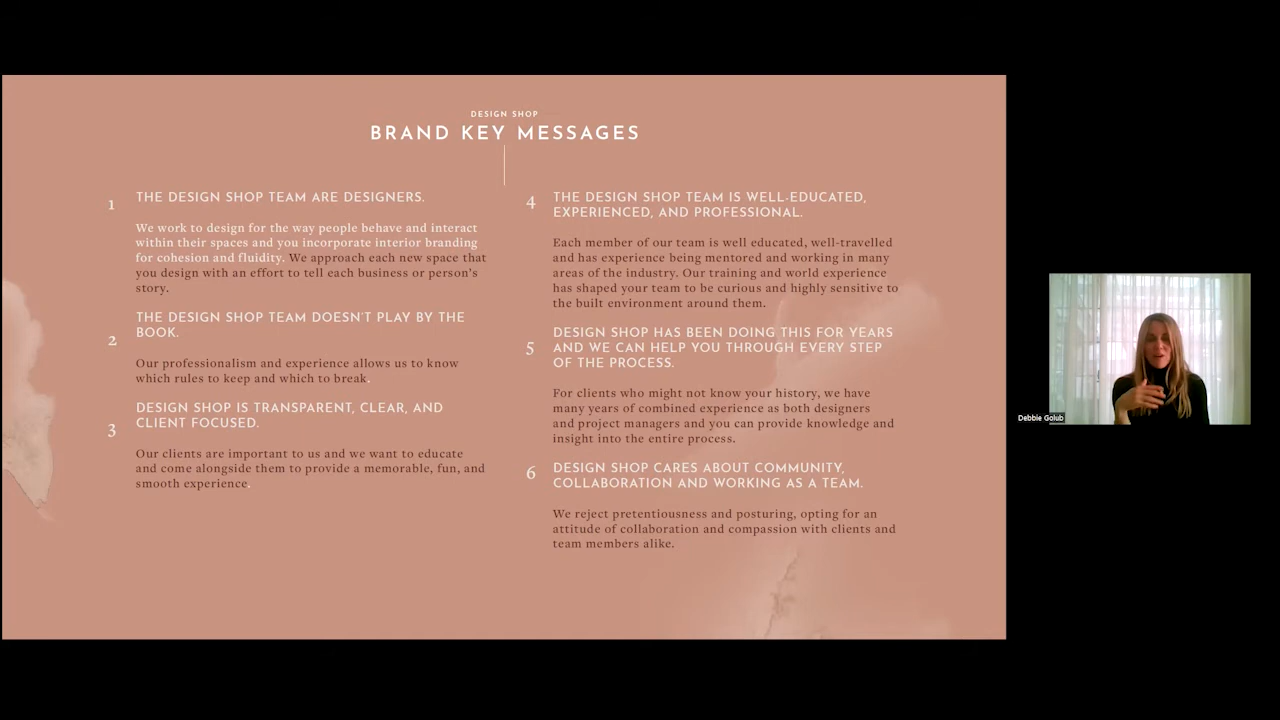 DESIGN SHOP
BRAND KEY MESSAGES
1
THE DESIGN SHOP TEAM ARE DESIGNERS.
We work to design for the way people behave and interact
within their spaces and you incorporate interior branding
for cohesion and fluidity. We approach each new space that
you design with an effort to tell each business or person's
story.
2
THE DESIGN SHOP TEAM DOESN'T PLAY BY THE
BOOK.
Our professionalism and experience allows us to know
which rules to keep and which to break.
3
DESIGN SHOP IS TRANSPARENT, CLEAR, AND
CLIENT FOCUSED.
Our clients are important to us and we want to educate
and come alongside them to provide a memorable, fun, and
smooth experience.
4
THE DESIGN SHOP TEAM IS WELL-EDUCATED,
EXPERIENCED, AND PROFESSIONAL.
Each member of our team is well educated, well-travelled
and has experience being mentored and working in many
areas of the industry. Our training and world experience
has shaped your team to be curious and highly sensitive to
the built environment around them.
5
DESIGN SHOP HAS BEEN DOING THIS FOR YEARS
AND WE CAN HELP YOU THROUGH EVERY STEP
OF THE PROCESS.
For clients who might not know your history, we have
many years of combined experience as both designers
and project managers and you can provide knowledge and
insight into the entire process.
6
DESIGN SHOP CARES ABOUT COMMUNITY,
COLLABORATION AND WORKING AS A TEAM.
We reject pretentiousness and posturing, opting for an
attitude of collaboration and compassion with clients and
team members alike.
Debbie Golub